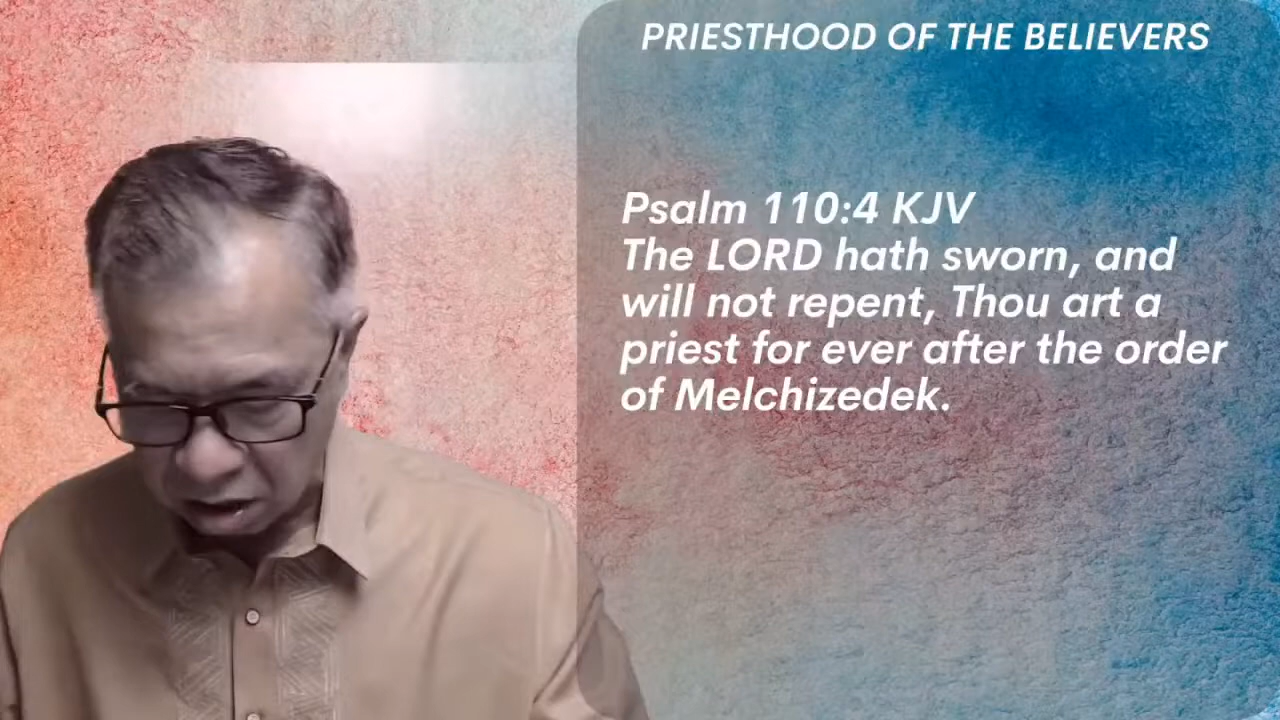 PRIESTHOOD OF THE BELIEVERS
Psalm 110:4 KJV
The LORD hath sworn, and
will not repent, Thou art a
priest for ever after the order
of Melchizedek.